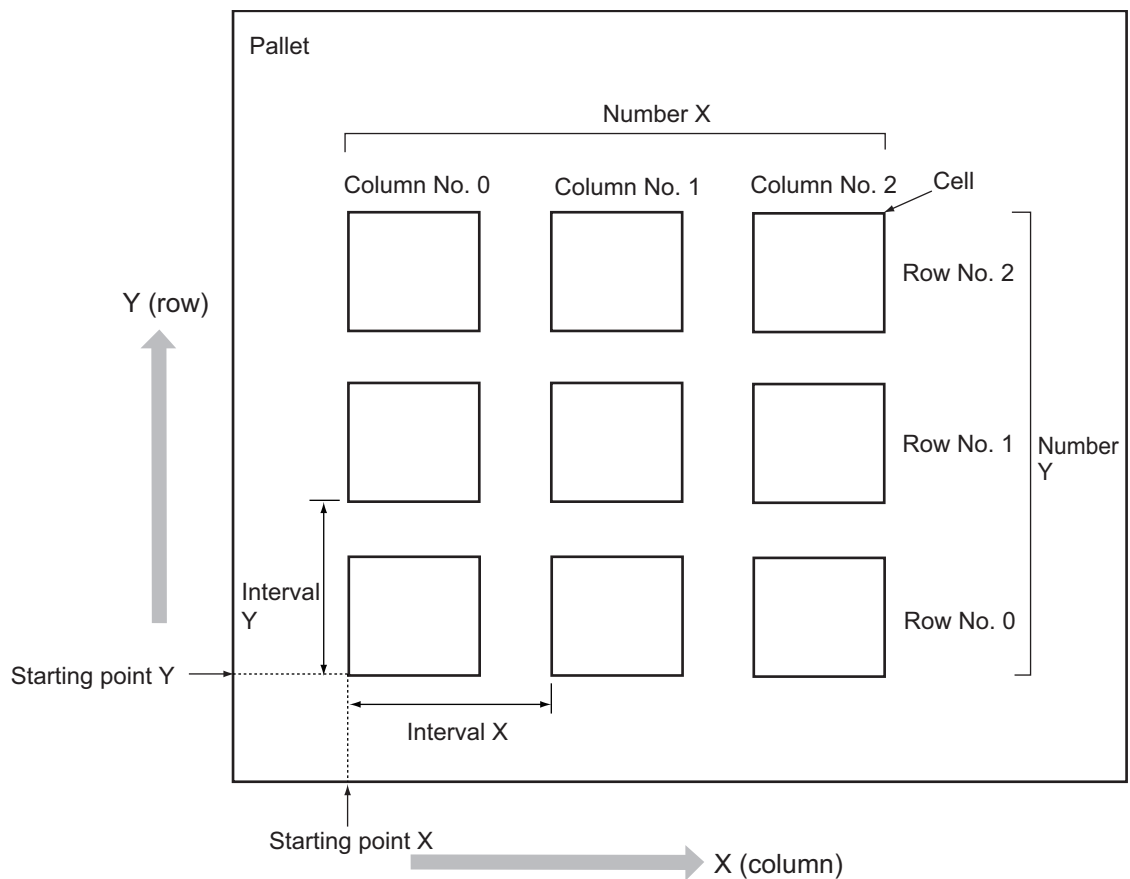 Pallet
Number X
Column No. 0
Column No. 1
Column No. 2
Cell
Row No. 2
Y (row)
Row No. 1
Number
Y
Interval
Y
Row No. 0
Starting point Y
Interval X
Starting point X
X (column)